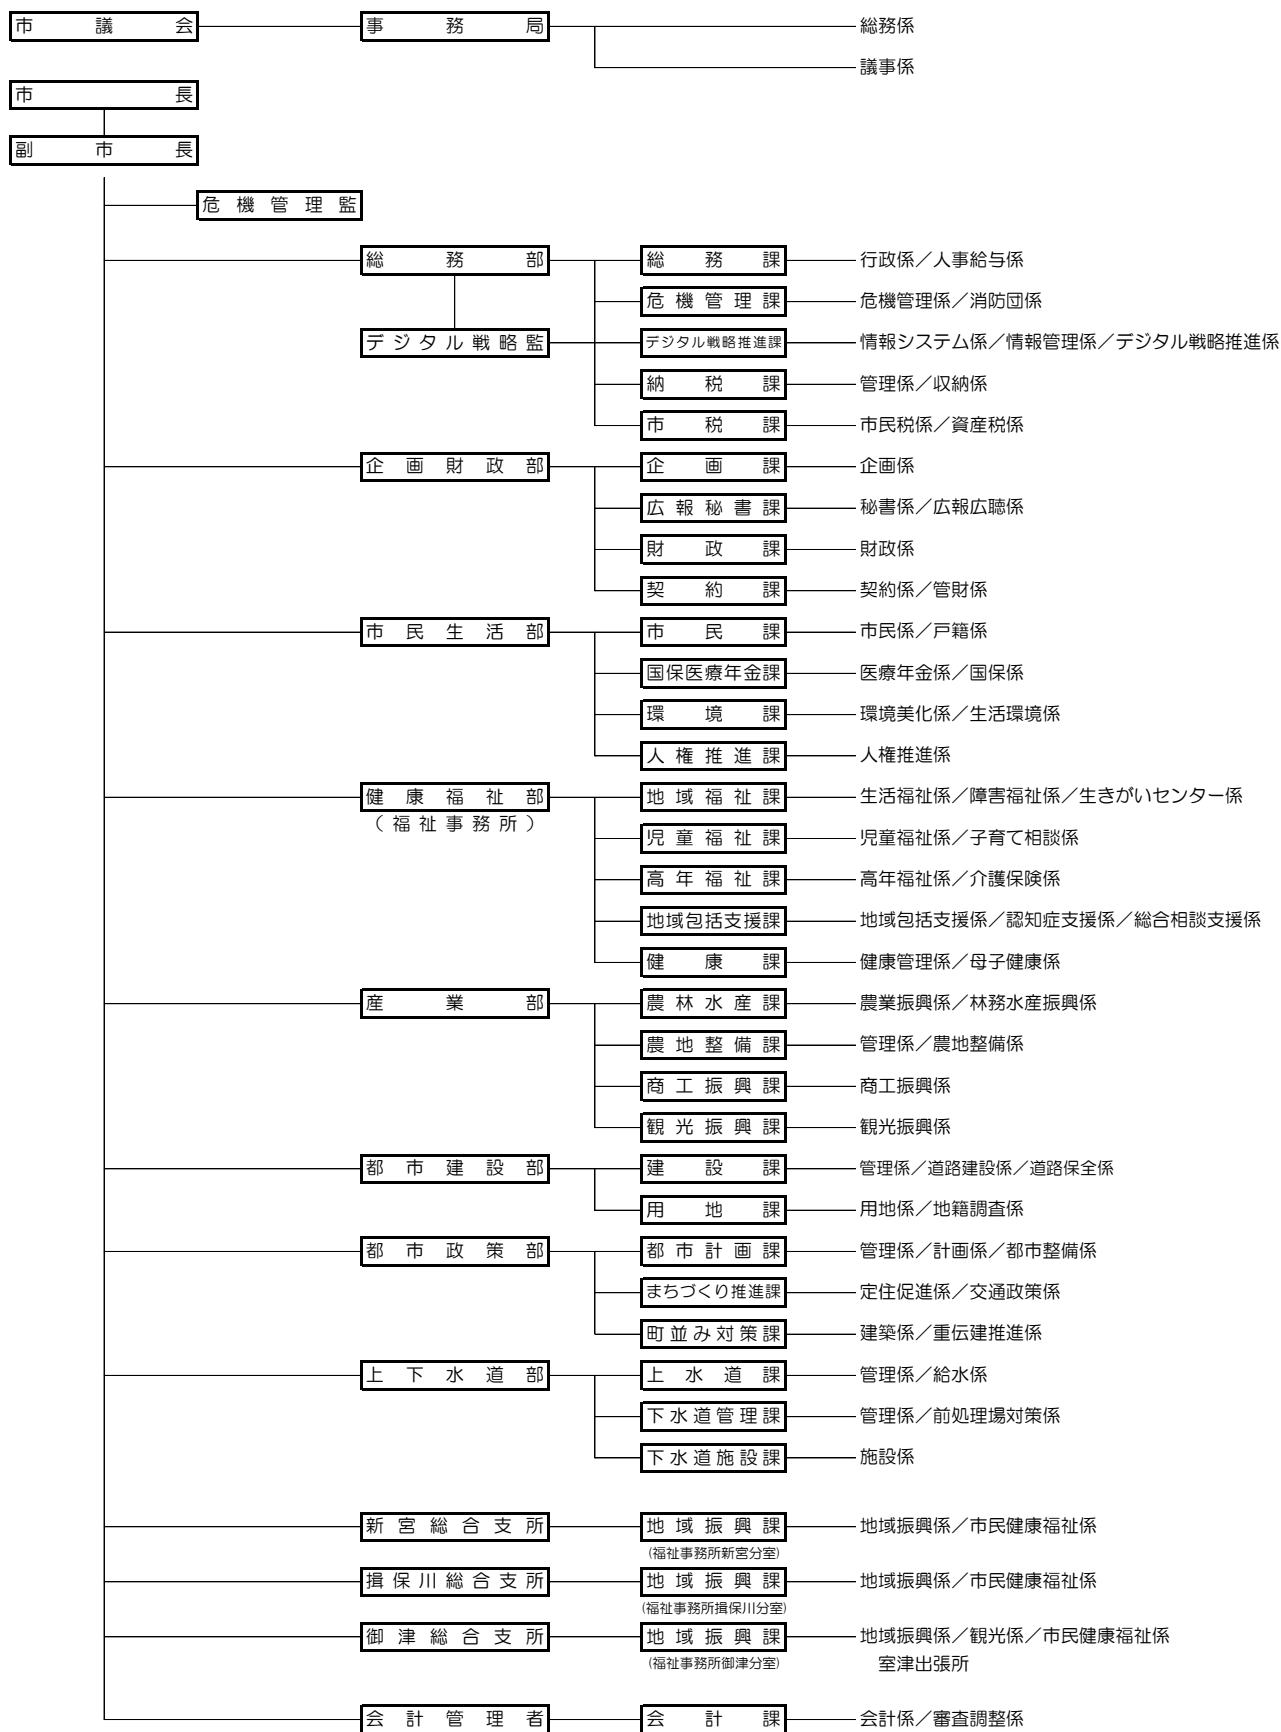 市議会 事務局 総務係
議事係
市長
副市長
危機管理監
総務部 総務課 行政係／人事給与係
危機管理課 危機管理係／消防団係
デジタル戦略監 デジタル戦略推進課 情報システム係／情報管理係／デジタル戦略推進係
納税課 管理係／収納係
市税課 市民税係／資産税係
企画財政部 企画課 企画係
広報秘書課 秘書係／広報広聴係
財政課 財政係
契約課 契約係／管財係
市民生活部 市民課 市民係／戸籍係
国保医療年金課 医療年金係／国保係
環境課 環境美化係／生活環境係
人権推進課 人権推進係
健康福祉部 地域福祉課 生活福祉係／障害福祉係／生きがいセンター係
（福祉事務所）
児童福祉課 児童福祉係／子育て相談係
高年福祉課 高年福祉係／介護保険係
地域包括支援課 地域包括支援係／認知症支援係／総合相談支援係
健康課 健康管理係／母子健康係
産業部 農林水産課 農業振興係／林務水産振興係
農地整備課 管理係／農地整備係
商工振興課 商工振興係
観光振興課 観光振興係
都市建設部 建設課 管理係／道路建設係／道路保全係
用地課 用地係／地籍調査係
都市政策部 都市計画課 管理係／計画係／都市整備係
まちづくり推進課 定住促進係／交通政策係
町並み対策課 建築係／重伝建推進係
上下水道部 上水道課 管理係／給水係
下水道管理課 管理係／前処理場対策係
下水道施設課 施設係
新宮総合支所 地域振興課 地域振興係／市民健康福祉係
(福祉事務所新宮分室)
揖保川総合支所 地域振興課 地域振興係／市民健康福祉係
(福祉事務所揖保川分室)
御津総合支所 地域振興課 地域振興係／観光係／市民健康福祉係
(福祉事務所御津分室) 室津出張所
会計管理者 会計課 会計係／審査調整係